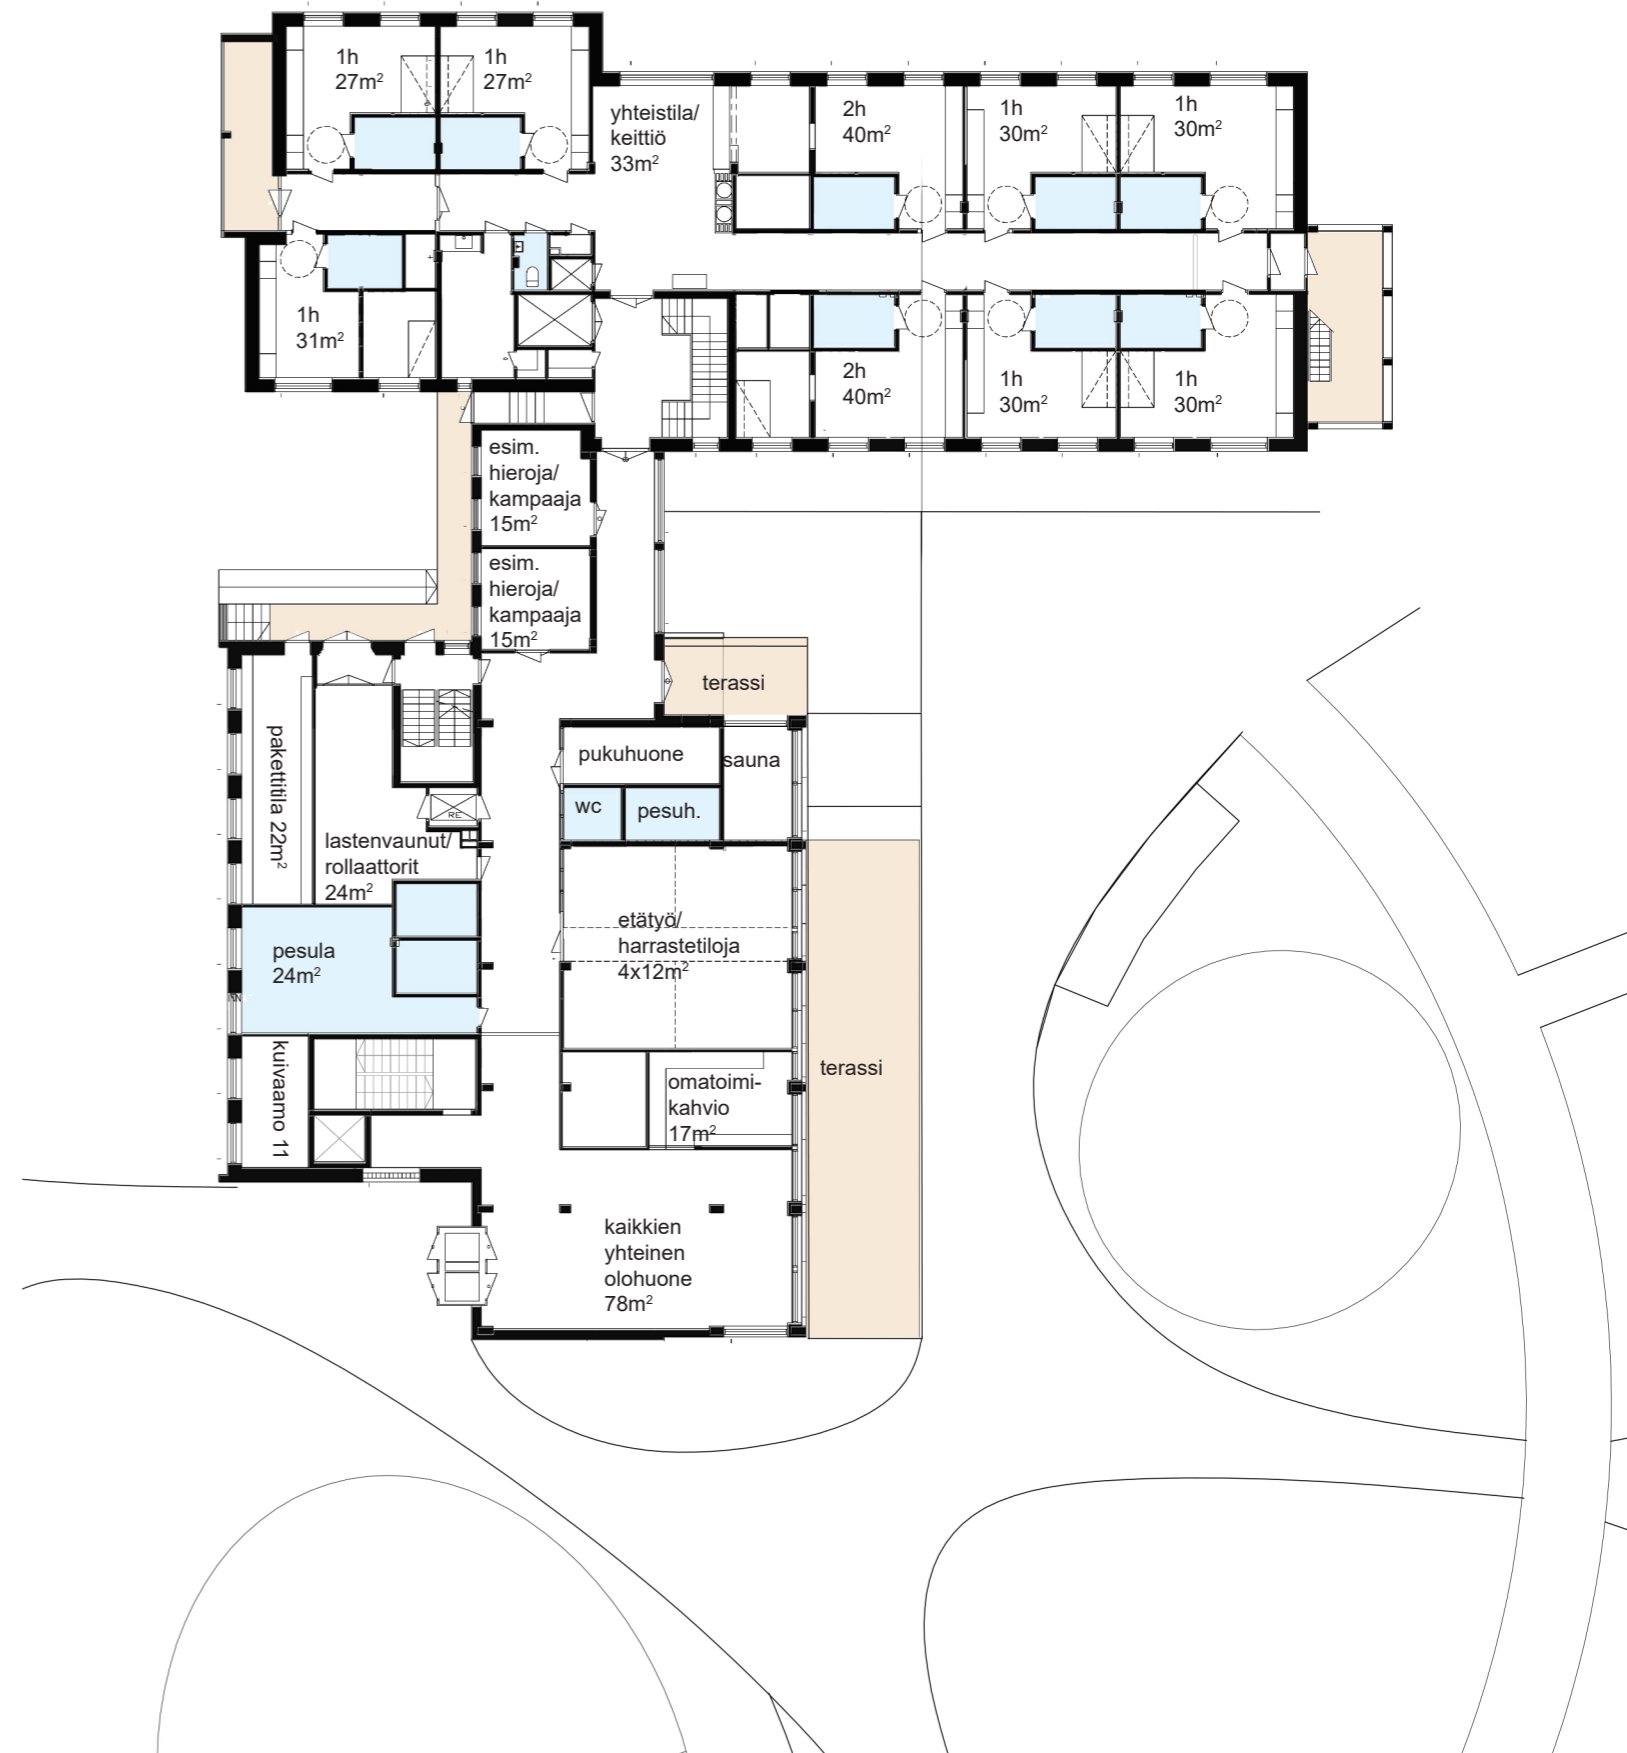 1h
27m²
1h
27m²
yhteistila/
keittiö
33m²
2h
40m²
1h
30m²
1h
30m²
1h
31m²
2h
40m²
1h
30m²
1h
30m²
esim.
hieroja/
kampaaja
15m²
esim.
hieroja/
kampaaja
15m²
terassi
pakettitila 22m²
pukuhuone
sauna
wc
pesuh.
RE
lastenvaunut/
rollaattorit
24m²
etätyö/
harrastetiloja
4x12m²
pesula
24m²
kuivaamo 11
omatoimi-
kahvio
17m²
terassi
kaikkien
yhteinen
olohuone
78m²